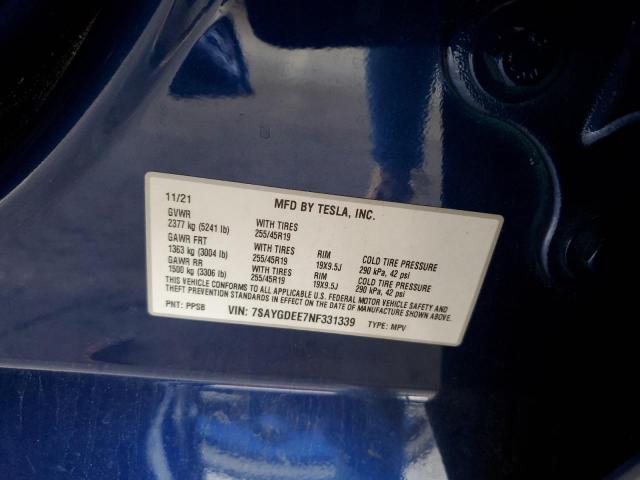 11/21 MFD BY TESLA, INC.
GVWR
2377 kg (5241 lb) WITH TIRES 255/45R19
GAWR FRT
1363 kg (3004 lb) WITH TIRES 255/45R19 RIM 19X9.5J COLD TIRE PRESSURE 290 kPa, 42 psi
GAWR RR
1500 kg (3306 lb) WITH TIRES 255/45R19 RIM 19X9.5J COLD TIRE PRESSURE 290 kPa, 42 psi
THIS VEHICLE CONFORMS TO ALL APPLICABLE U.S. FEDERAL MOTOR VEHICLE SAFETY AND
THEFT PREVENTION STANDARDS IN EFFECT ON THE DATE OF MANUFACTURE SHOWN ABOVE.
PNT: PPSB VIN: 7SAYGDEE7NF331339 TYPE: MPV